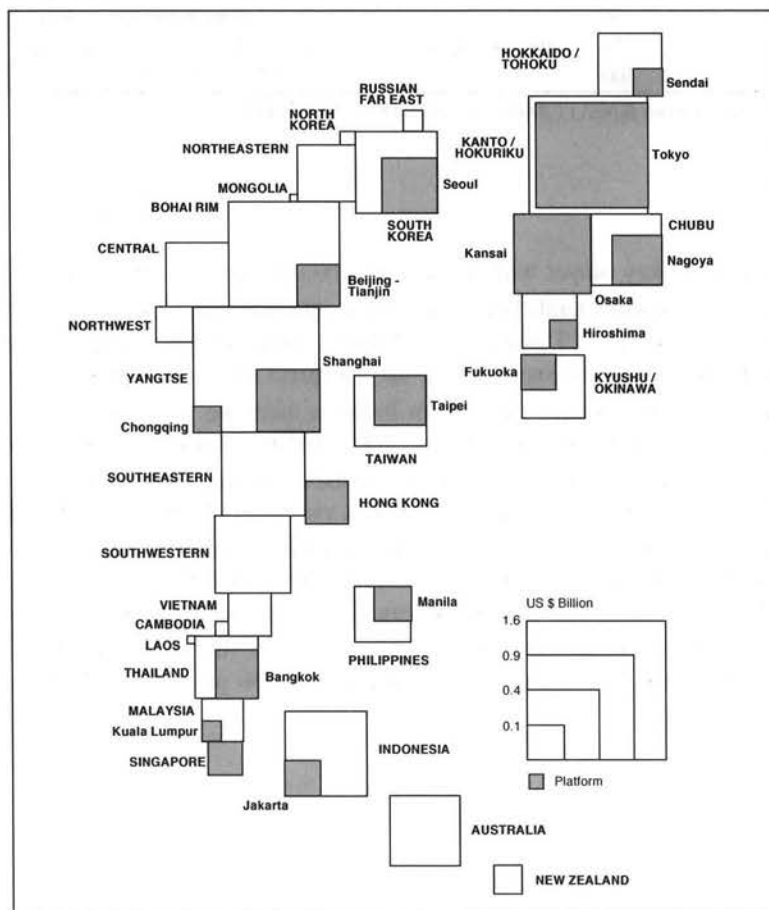 HOKKAIDO /
TOHOKU
Sendai
RUSSIAN
FAR EAST
NORTH
KOREA
KANTO /
HOKURIKU
Tokyo
NORTHEASTERN
Seoul
MONGOLIA
BOHAI RIM
SOUTH
KOREA
CHUBU
Kansai
Nagoya
CENTRAL
Beijing -
Tianjin
Osaka
NORTHWEST
Hiroshima
Shanghai
YANGTSE
Fukuoka
KYUSHU /
OKINAWA
Taipei
Chongqing
TAIWAN
SOUTHEASTERN
HONG KONG
SOUTHWESTERN
VIETNAM
Manila
CAMBODIA
LAOS
PHILIPPINES
THAILAND
Bangkok
MALAYSIA
Kuala Lumpur
SINGAPORE
INDONESIA
Jakarta
AUSTRALIA
NEW ZEALAND
US $ Billion
1.6
0.9
0.4
0.1
Platform